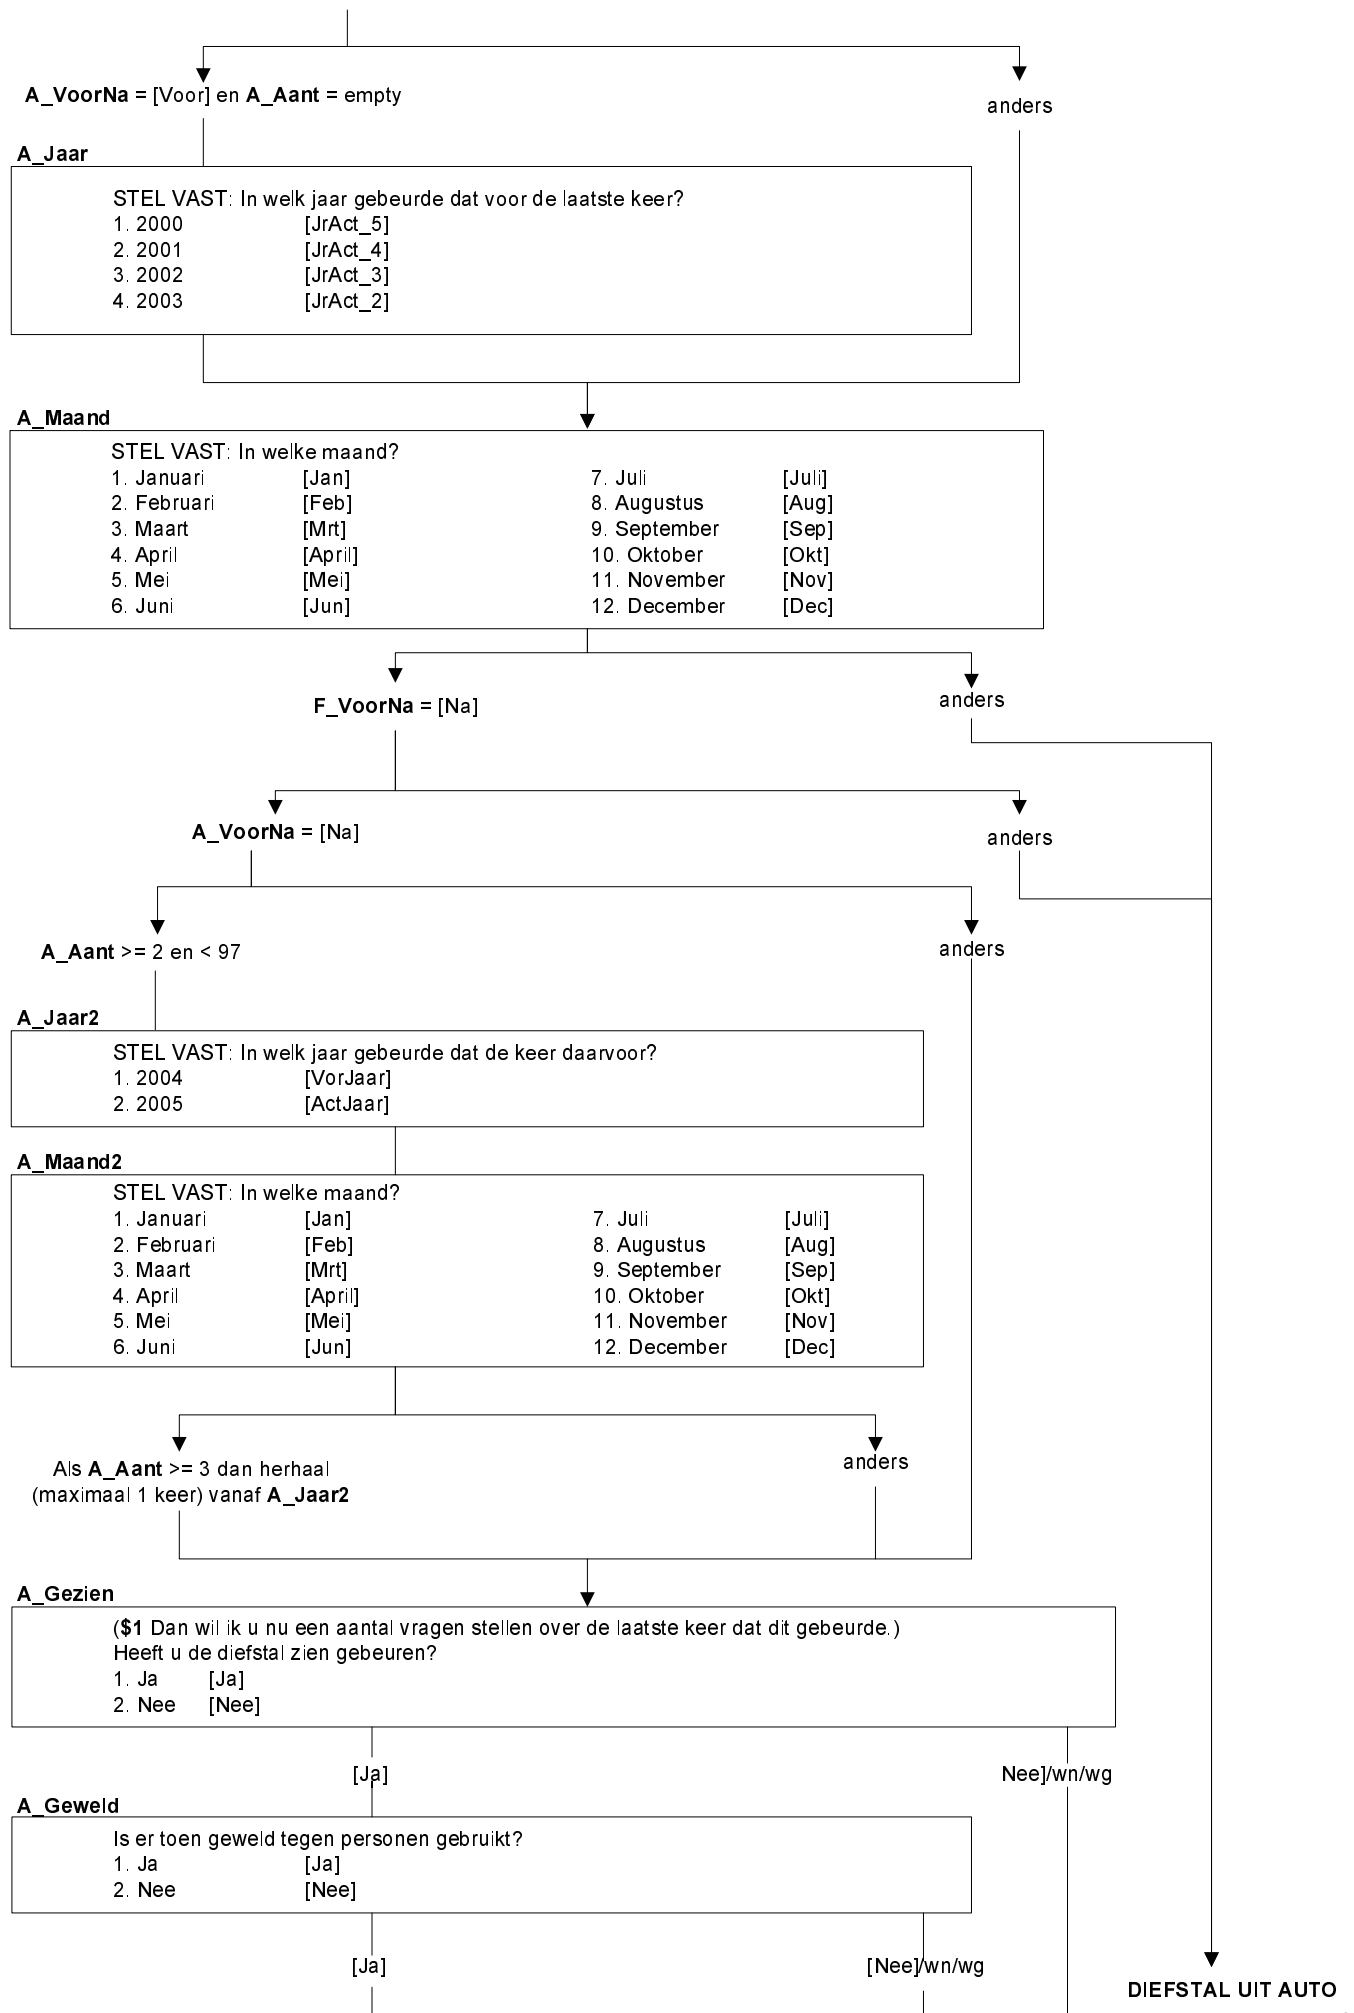 A_VoorNa = [Voor] en A_Aant = empty
anders
A_Jaar
STEL VAST: In welk jaar gebeurde dat voor de laatste keer?
1. 2000 [JrAct_5]
2. 2001 [JrAct_4]
3. 2002 [JrAct_3]
4. 2003 [JrAct_2]
A_Maand
STEL VAST: In welke maand?
1. Januari [Jan] 7. Juli [Juli]
2. Februari [Feb] 8. Augustus [Aug]
3. Maart [Mrt] 9. September [Sep]
4. April [April] 10. Oktober [Okt]
5. Mei [Mei] 11. November [Nov]
6. Juni [Jun] 12. December [Dec]
F_VoorNa = [Na]
anders
A_VoorNa = [Na]
anders
A_Aant >= 2 en < 97
anders
A_Jaar2
STEL VAST: In welk jaar gebeurde dat de keer daarvoor?
1. 2004 [VorJaar]
2. 2005 [ActJaar]
A_Maand2
STEL VAST: In welke maand?
1. Januari [Jan] 7. Juli [Juli]
2. Februari [Feb] 8. Augustus [Aug]
3. Maart [Mrt] 9. September [Sep]
4. April [April] 10. Oktober [Okt]
5. Mei [Mei] 11. November [Nov]
6. Juni [Jun] 12. December [Dec]
Als A_Aant >= 3 dan herhaal
(maximaal 1 keer) vanaf A_Jaar2
anders
A_Gezien
($1 Dan wil ik u nu een aantal vragen stellen over de laatste keer dat dit gebeurde.)
Heeft u de diefstal zien gebeuren?
1. Ja [Ja]
2. Nee [Nee]
[Ja]
Nee]/wn/wg
A_Geweld
Is er toen geweld tegen personen gebruikt?
1. Ja [Ja]
2. Nee [Nee]
[Ja]
[Nee]/wn/wg
DIEFSTAL UIT AUTO